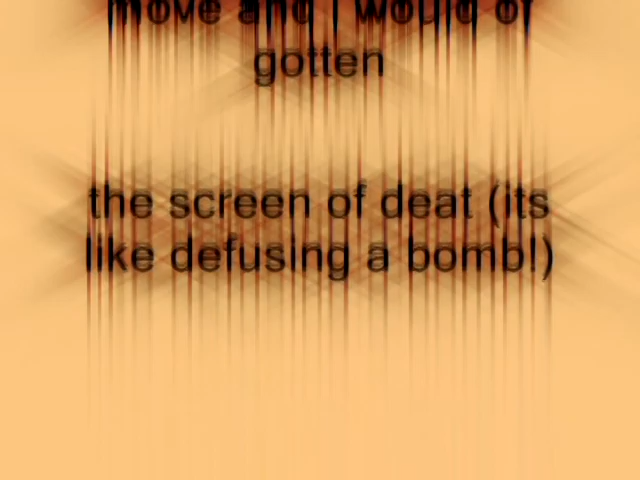 move and I would of
gotten
the screen of deat (its
like defusing a bomb!)